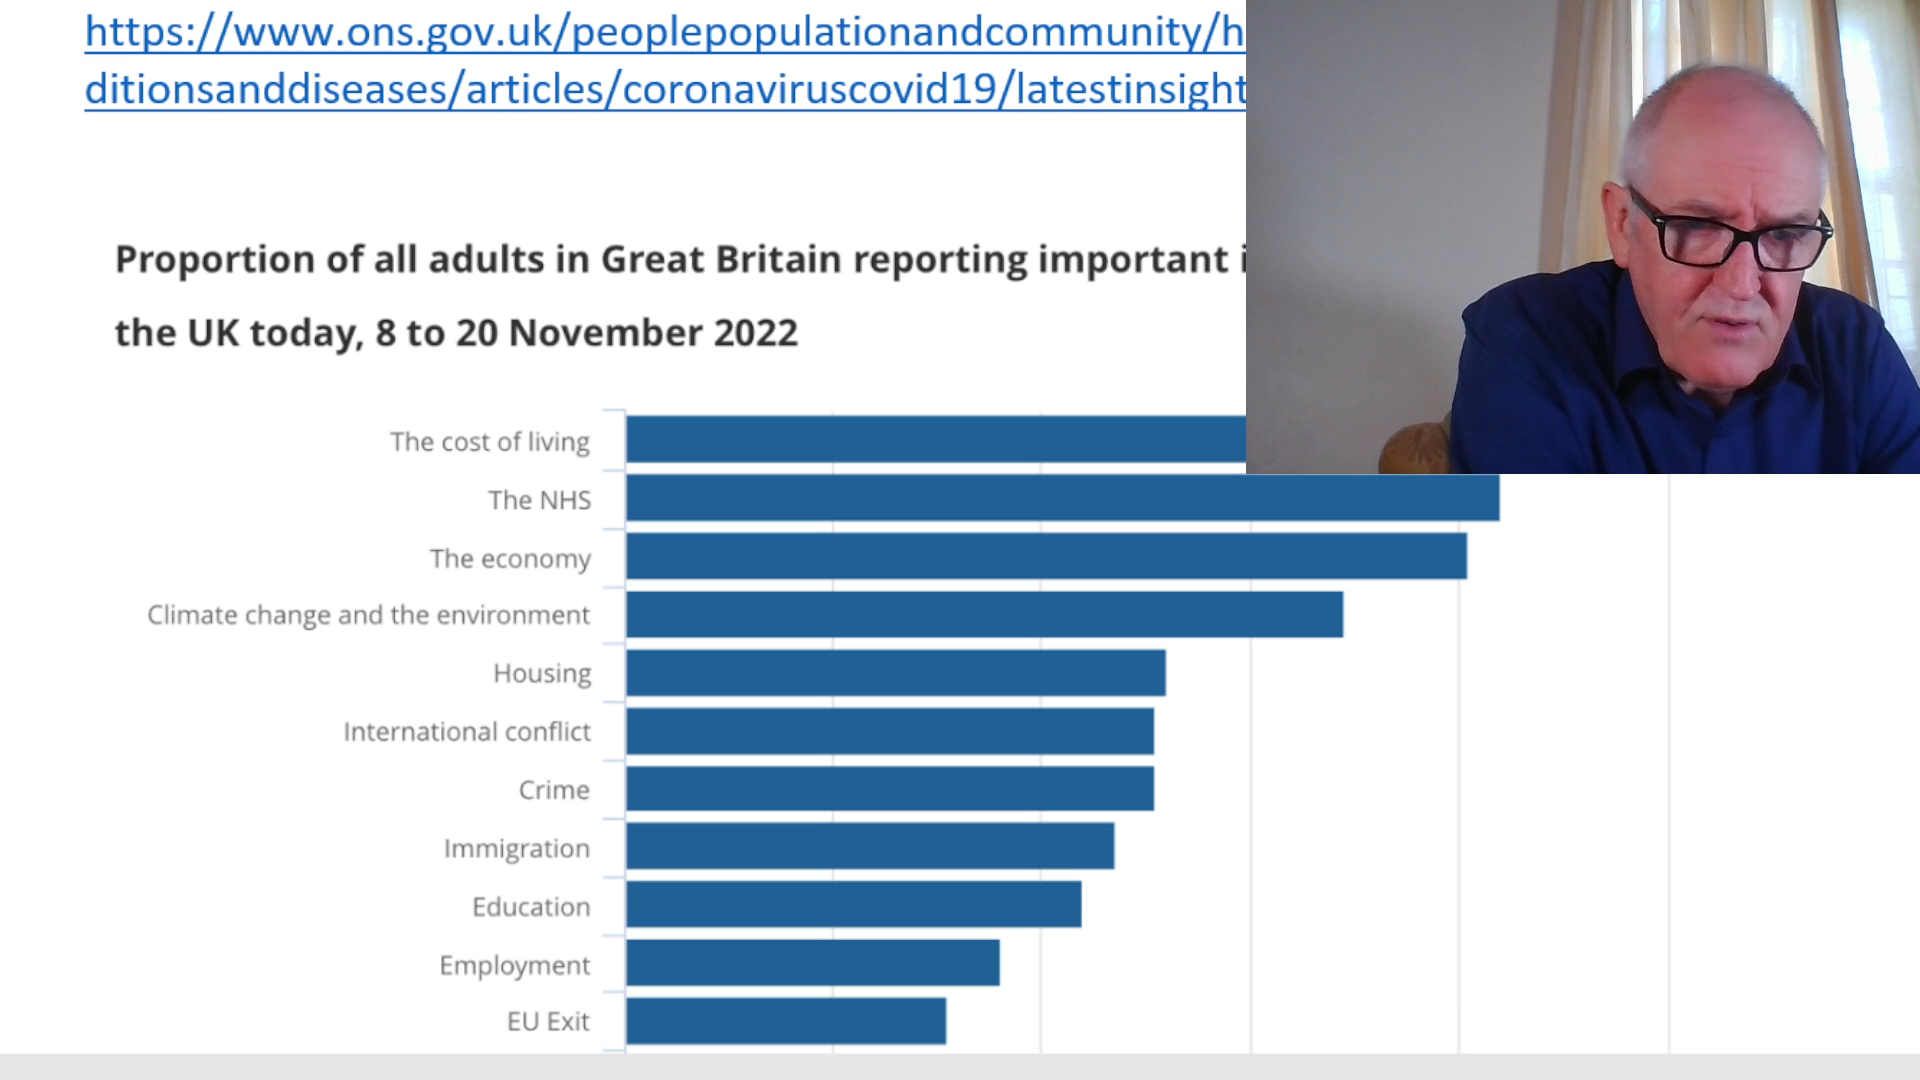 https://www.ons.gov.uk/peoplepopulationandcommunity/h
ditionsanddiseases/articles/coronaviruscovid19/latestinsight
Proportion of all adults in Great Britain reporting important i
the UK today, 8 to 20 November 2022
The cost of living
The NHS
The economy
Climate change and the environment
Housing
International conflict
Crime
Immigration
Education
Employment
EU Exit